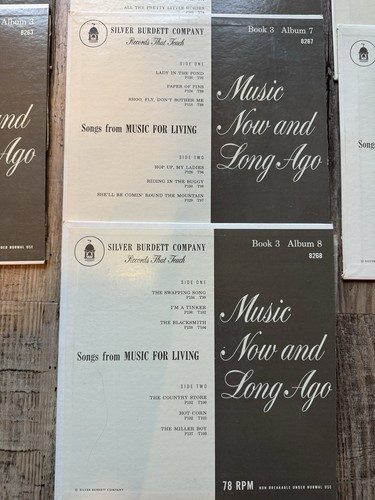 ALL THE PRETTY LITTLE HORSES
Album 3
8263
and
Ago
UNDER NORMAL USE
SILVER BURDETT COMPANY
Records That Teach
SIDE ONE
LADY IN THE POND
PAPER OF PINS
SHOO, FLY, DON'T BOTHER ME
Songs from MUSIC FOR LIVING
SIDE TWO
HOP UP, MY LADIES
RIDING IN THE BUGGY
SHE'LL BE COMIN' ROUND THE MOUNTAIN
Book 3 Album 7
8267
Music
Now and
Long Ago
Songs
SILVER BURDETT COMPANY
Records That Teach
SIDE ONE
THE SWAPPING SONG
I'M A TINKER
THE BLACKSMITH
Songs from MUSIC FOR LIVING
SIDE TWO
THE COUNTRY STORE
HOT CORN
THE MILLER BOY
© SILVER BURDETT COMPANY
Book 3 Album 8
8268
Music
Now and
Long Ago
78 RPM NON BREAKABLE UNDER NORMAL USE